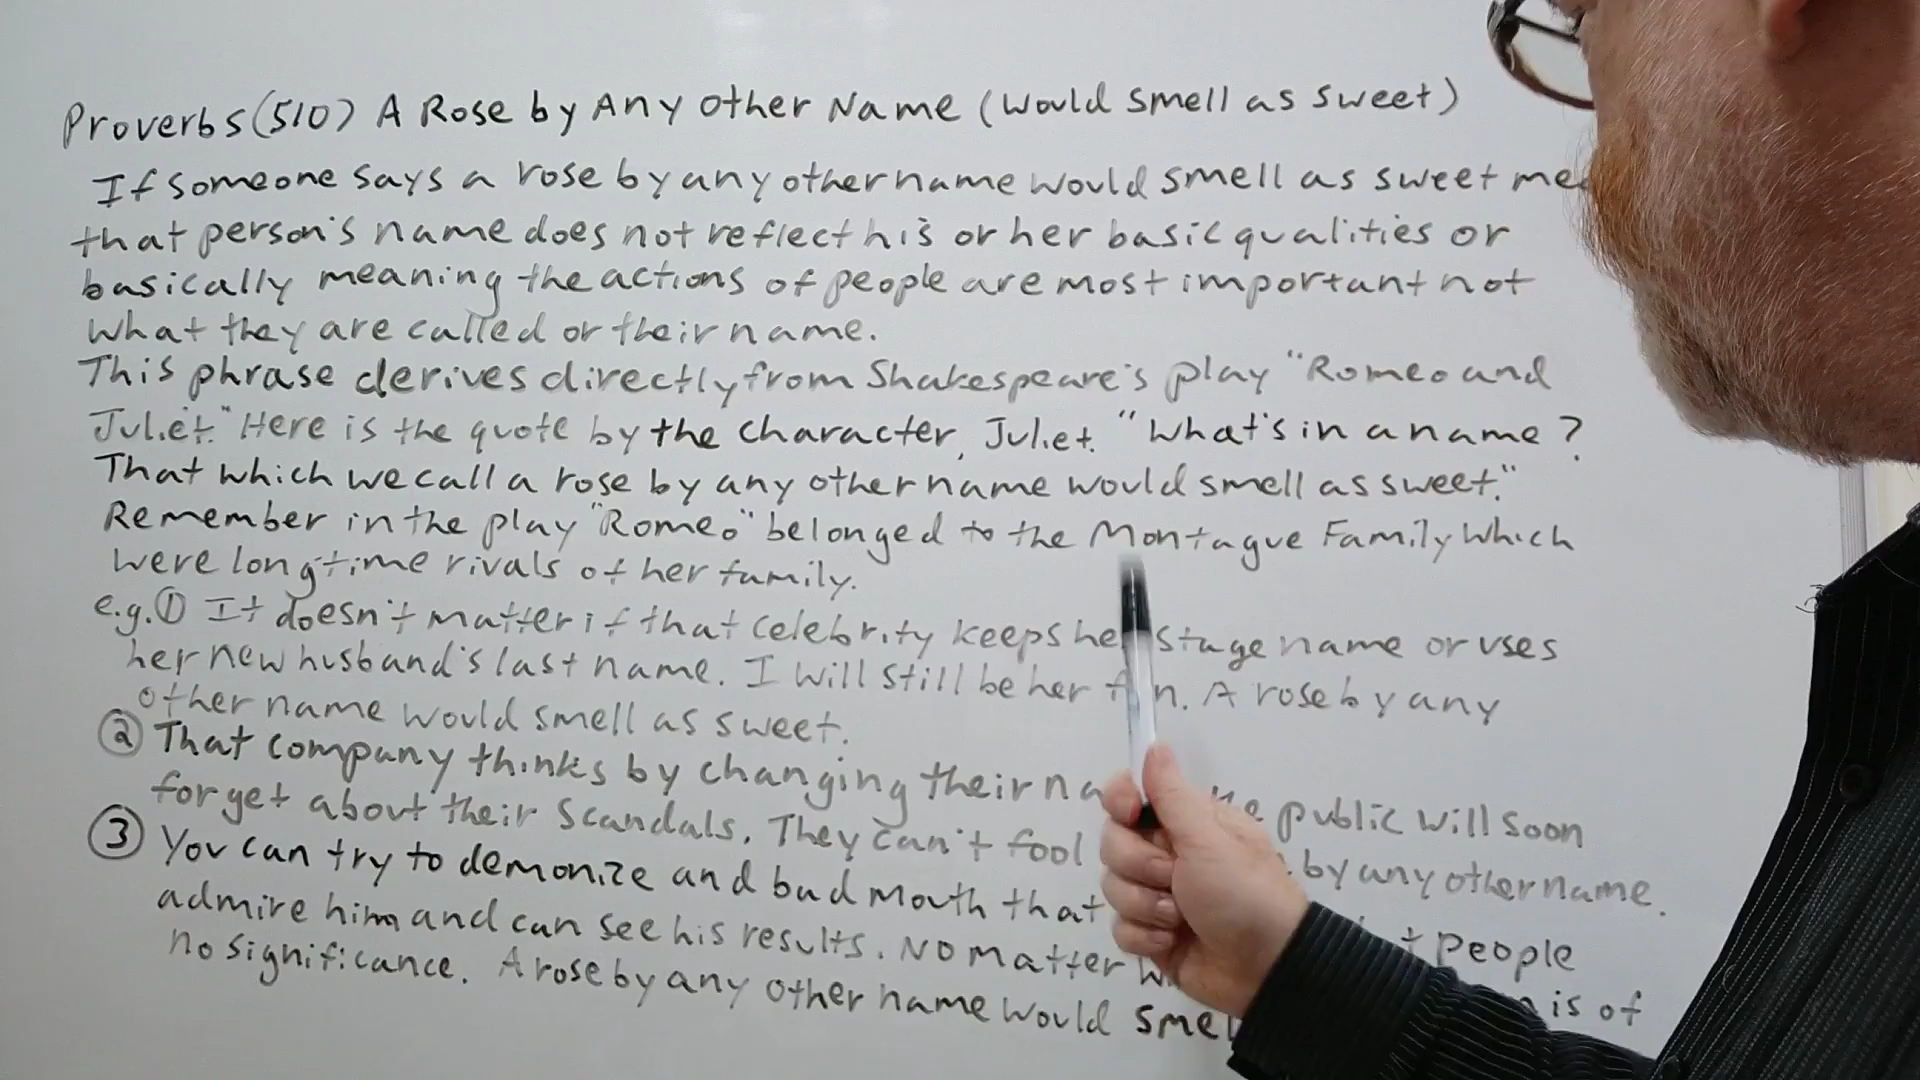 Proverbs (510) A Rose by Any Other Name (Would smell as sweet)
If someone says a rose by any other name would smell as sweet
that person's name does not reflect his or her basic qualities or
basically meaning the actions of people are most important not
what they are called or their name.
This phrase derives directly from Shakespeare's play "Romeo and
Juliet." Here is the quote by the character, Juliet. "What's in a name?
That which we call a rose by any other name would smell as sweet."
Remember in the play "Romeo" belonged to the Montague Family which
were longtime rivals of her family.
e.g. ① It doesn't matter if that celebrity keeps stage name or uses
her new husband's last name. I will still be her A rose by any
other name would smell as sweet.
② That company thinks by changing their public will soon
forget about their scandals. They can't fool by any other name.
③ You can try to demonize and bad mouth that people
admire him and can see his results. No matter is of
no significance. A rose by any other name would